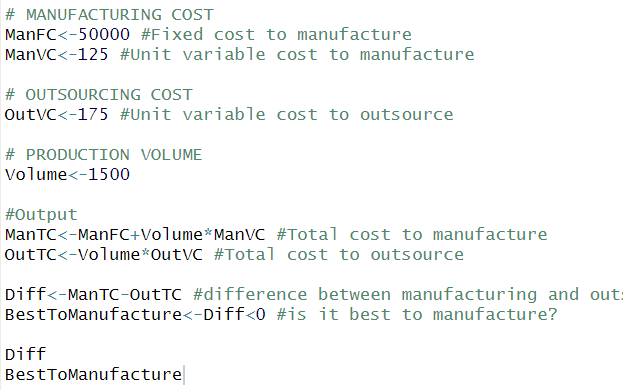 # MANUFACTURING COST
ManFC<-50000 #Fixed cost to manufacture
ManVC<-125 #Unit variable cost to manufacture
# OUTSOURCING COST
OutVC<-175 #Unit variable cost to outsource
# PRODUCTION VOLUME
Volume<-1500
#Output
ManTC<-ManFC+Volume*ManVC #Total cost to manufacture
OutTC<-Volume*OutVC #Total cost to outsource
Diff<-ManTC-OutTC #difference between manufacturing and
BestToManufacture<-Diff<0 #is it best to manufacture?
Diff
BestToManufacture